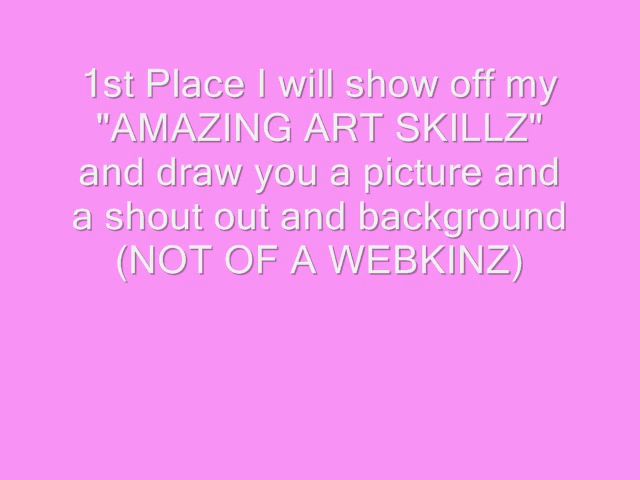 1st Place I will show off my
"AMAZING ART SKILLZ"
and draw you a picture and
a shout out and background
(NOT OF A WEBKINZ)